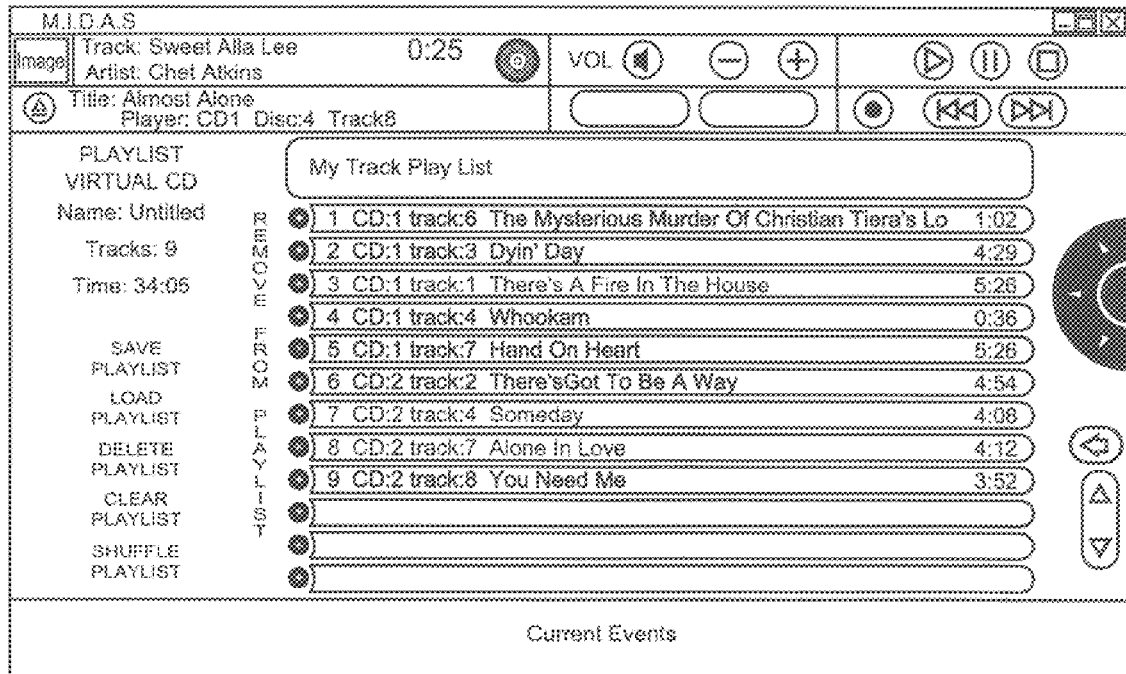 M.I.D.A.S
Image
Track: Sweet Alla Lee 0:25
Artist: Chet Atkins
VOL
Title: Almost Alone
Player: CD1 Disc:4 Track8
PLAYLIST
VIRTUAL CD
Name: Untitled
Tracks: 9
Time: 34:05
SAVE
PLAYLIST
LOAD
PLAYLIST
DELETE
PLAYLIST
CLEAR
PLAYLIST
SHUFFLE
PLAYLIST
REMOVE FROM PLAYLIST
My Track Play List
1 CD:1 track:6 The Mysterious Murder Of Christian Tiera's Lo 1:02
2 CD:1 track:3 Dyin' Day 4:29
3 CD:1 track:1 There's A Fire In The House 5:26
4 CD:1 track:4 Whookam 0:36
5 CD:1 track:7 Hand On Heart 5:26
6 CD:2 track:2 There'sGot To Be A Way 4:54
7 CD:2 track:4 Someday 4:08
8 CD:2 track:7 Alone In Love 4:12
9 CD:2 track:8 You Need Me 3:52
Current Events